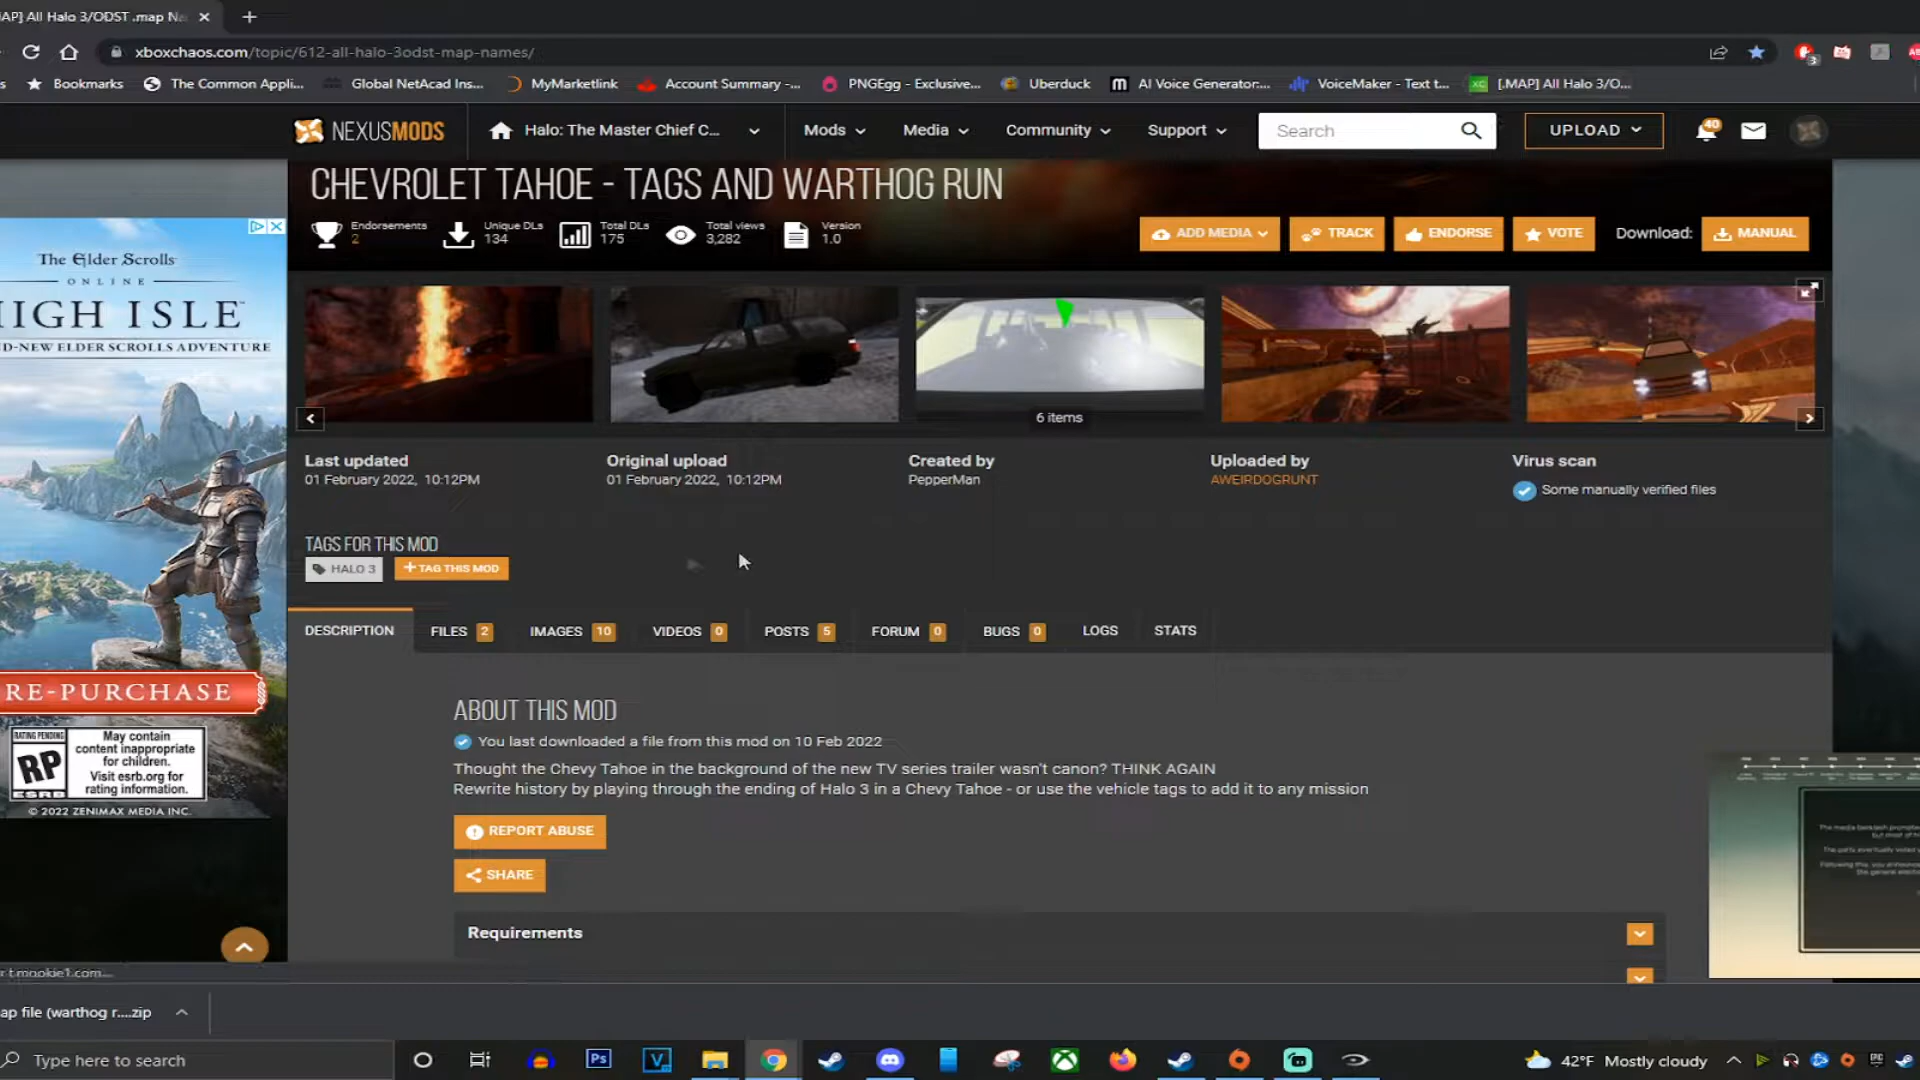 AP] All Halo 3/ODST .map Na
xboxchaos.com/topic/612-all-halo-3odst-map-names/
s Bookmarks The Common Appli... Global NetAcad Ins... MyMarketlink Account Summary -... PNGEgg - Exclusive... Uberduck AI Voice Generator:... VoiceMaker - Text t... XC [.MAP] All Halo 3/O...
NEXUSMODS Halo: The Master Chief C... Mods Media Community Support Search UPLOAD 40
CHEVROLET TAHOE - TAGS AND WARTHOG RUN
Endorsements 2
Unique DLs 134
Total DLs 175
Total views 3,282
Version 1.0
ADD MEDIA TRACK ENDORSE VOTE Download: MANUAL
6 items
Last updated
01 February 2022, 10:12PM
Original upload
01 February 2022, 10:12PM
Created by
PepperMan
Uploaded by
AWEIRDOGRUNT
Virus scan
Some manually verified files
TAGS FOR THIS MOD
HALO 3 + TAG THIS MOD
DESCRIPTION FILES 2 IMAGES 10 VIDEOS 0 POSTS 5 FORUM 0 BUGS 0 LOGS STATS
ABOUT THIS MOD
You last downloaded a file from this mod on 10 Feb 2022
Thought the Chevy Tahoe in the background of the new TV series trailer wasn't canon? THINK AGAIN
Rewrite history by playing through the ending of Halo 3 in a Chevy Tahoe - or use the vehicle tags to add it to any mission
REPORT ABUSE
SHARE
Requirements
The Elder Scrolls
ONLINE
HIGH ISLE
ND-NEW ELDER SCROLLS ADVENTURE
RE-PURCHASE
RATING PENDING
RP
ESRB
May contain
content inappropriate
for children.
Visit esrb.org for
rating information.
© 2022 ZENIMAX MEDIA INC.
r t.mookie1.com...
ap file (warthog r....zip
Type here to search
Ps
V
42°F Mostly cloudy